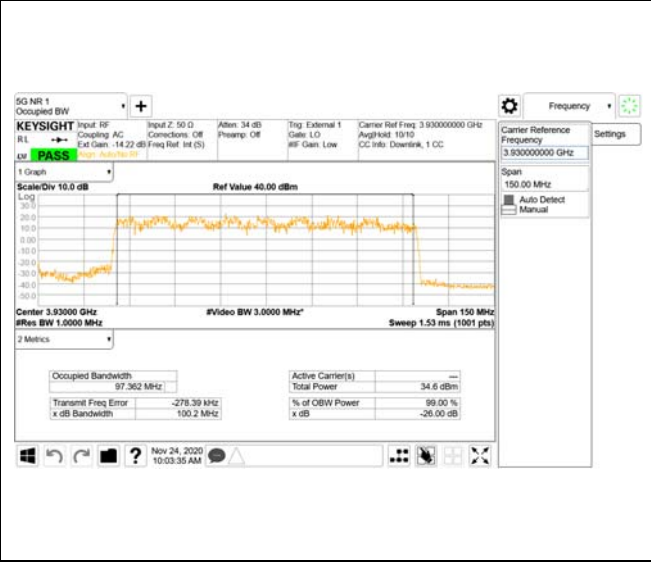 5G NR 1
Occupied BW
Frequency
KEYSIGHT
R L
PASS
Input: RF
Coupling: AC
Ext Gain: -14.22 dB
Align: Auto/No RF
Input Z: 50 Ω
Corrections: Off
Freq Ref: Int (S)
Atten: 34 dB
Preamp: Off
Trig: External 1
Gate: LO
#IF Gain: Low
Carrier Ref Freq: 3.930000000 GHz
Avg|Hold: 10/10
CC Info: Downlink, 1 CC
Carrier Reference
Frequency
3.930000000 GHz
Settings
Span
150.00 MHz
Auto Detect
Manual
1 Graph
Scale/Div 10.0 dB
Ref Value 40.00 dBm
Log
30.0
20.0
10.0
0.00
-10.0
-20.0
-30.0
-40.0
-50.0
Center 3.93000 GHz
#Video BW 3.0000 MHz*
Span 150 MHz
#Res BW 1.0000 MHz
Sweep 1.53 ms (1001 pts)
2 Metrics
Occupied Bandwidth
97.362 MHz
Transmit Freq Error -278.39 kHz
x dB Bandwidth 100.2 MHz
Active Carrier(s) —
Total Power 34.6 dBm
% of OBW Power 99.00 %
x dB -26.00 dB
?
Nov 24, 2020
10:03:35 AM